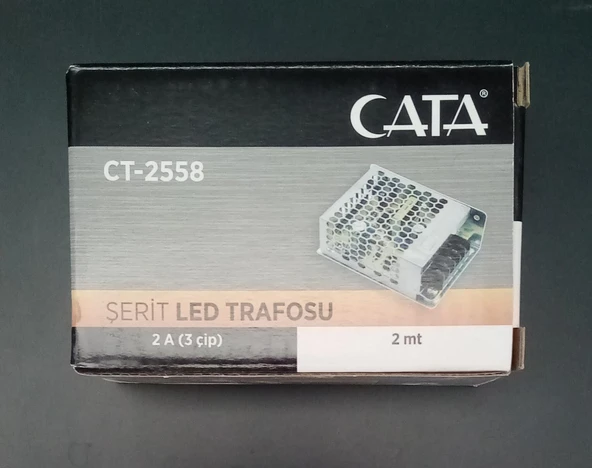 CATA®
CT-2558
ŞERİT LED TRAFOSU
2 A (3 çip)
2 mt